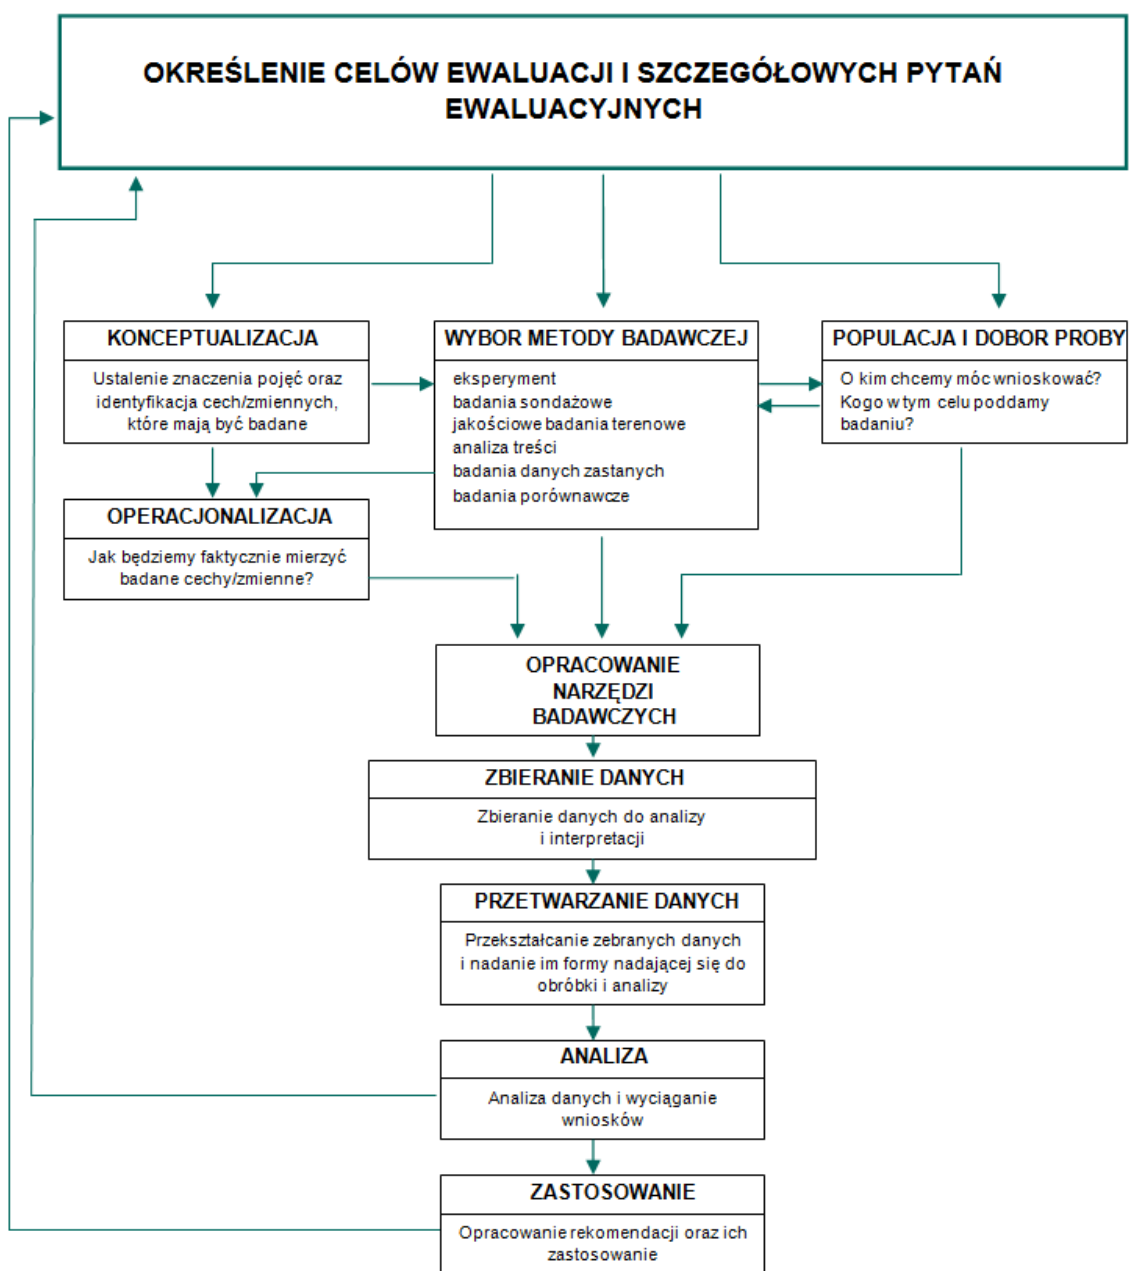 OKREŚLENIE CELÓW EWALUACJI I SZCZEGÓŁOWYCH PYTAŃ
EWALUACYJNYCH
KONCEPTUALIZACJA
Ustalenie znaczenia pojęć oraz
identyfikacja cech/zmiennych,
które mają być badane
WYBOR METODY BADAWCZEJ
eksperyment
badania sondażowe
jakościowe badania terenowe
analiza treści
badania danych zastanych
badania porównawcze
POPULACJA I DOBOR PROBY
O kim chcemy móc wnioskować?
Kogo w tym celu poddamy
badaniu?
OPERACJONALIZACJA
Jak będziemy faktycznie mierzyć
badane cechy/zmienne?
OPRACOWANIE
NARZĘDZI
BADAWCZYCH
ZBIERANIE DANYCH
Zbieranie danych do analizy
i interpretacji
PRZETWARZANIE DANYCH
Przekształcanie zebranych danych
i nadanie im formy nadającej się do
obróbki i analizy
ANALIZA
Analiza danych i wyciąganie
wniosków
ZASTOSOWANIE
Opracowanie rekomendacji oraz ich
zastosowanie